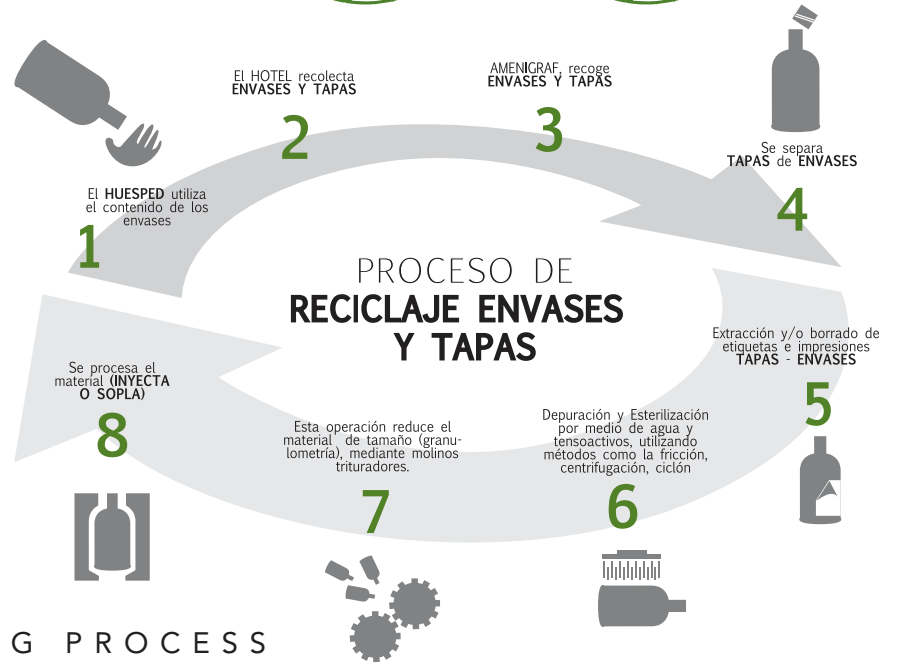 El HUESPED utiliza
el contenido de los
envases
1
El HOTEL recolecta
ENVASES Y TAPAS
2
AMENIGRAF, recoge
ENVASES Y TAPAS
3
Se separa
TAPAS de ENVASES
4
PROCESO DE
RECICLAJE ENVASES
Y TAPAS
Extracción y/o borrado de
etiquetas e impresiones
TAPAS - ENVASES
5
Depuración y Esterilización
por medio de agua y
tensoactivos, utilizando
métodos como la fricción,
centrifugación, ciclón
6
Esta operación reduce el
material de tamaño (granu-
lometría), mediante molinos
trituradores.
7
Se procesa el
material (INYECTA
O SOPLA)
8
G PROCESS